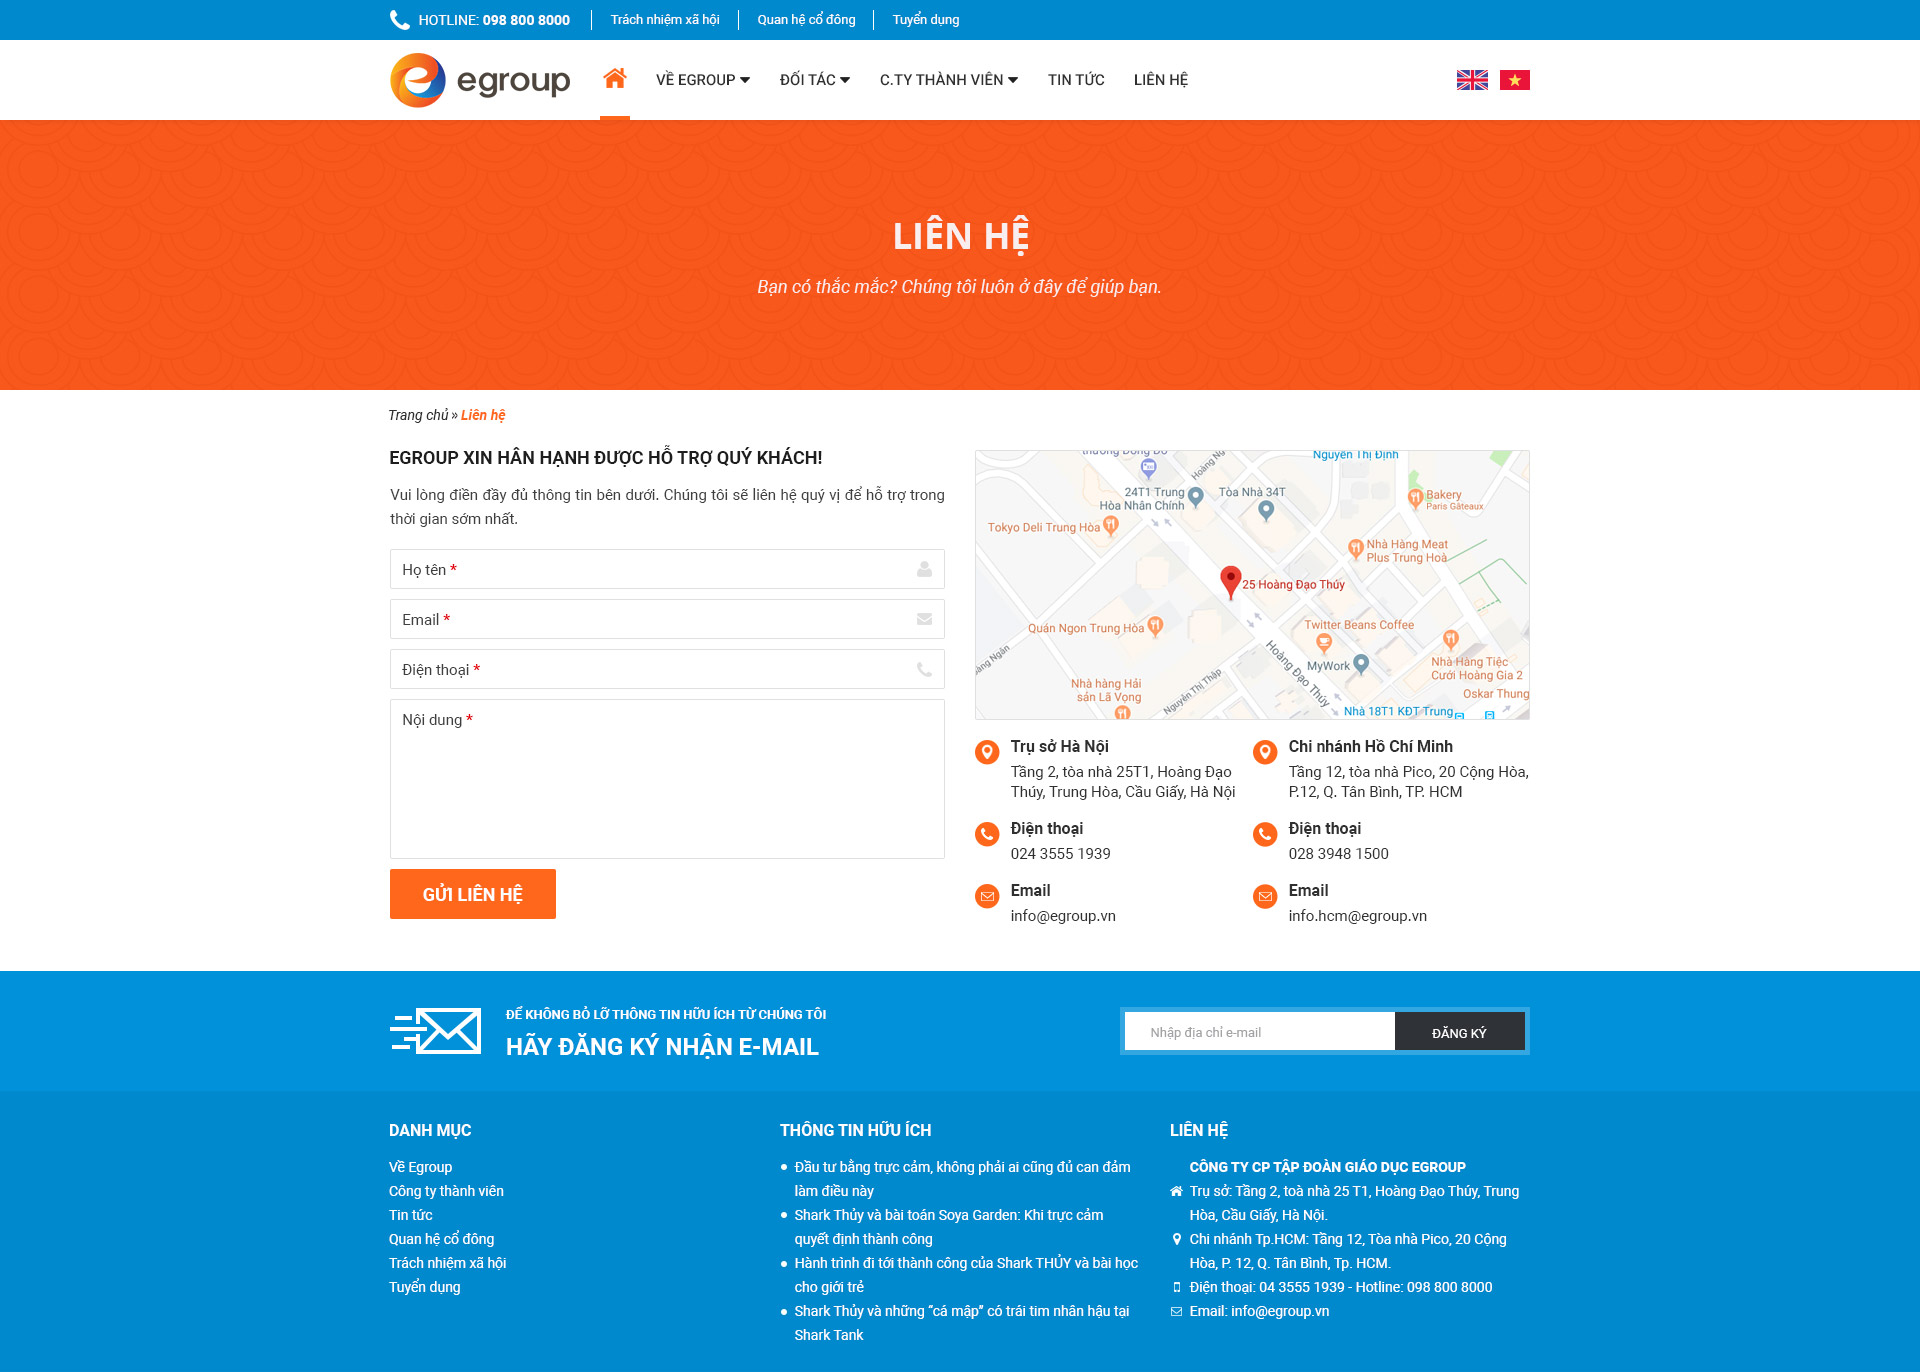 HOTLINE: 098 800 8000
Trách nhiệm xã hội
Quan hệ cổ đông
Tuyển dụng
egroup
VỀ EGROUP
ĐỐI TÁC
C.TY THÀNH VIÊN
TIN TỨC
LIÊN HỆ
LIÊN HỆ
Bạn có thắc mắc? Chúng tôi luôn ở đây để giúp bạn.
Trang chủ » Liên hệ
EGROUP XIN HÂN HẠNH ĐƯỢC HỖ TRỢ QUÝ KHÁCH!
Vui lòng điền đầy đủ thông tin bên dưới. Chúng tôi sẽ liên hệ quý vị để hỗ trợ trong
thời gian sớm nhất.
Họ tên *
Email *
Điện thoại *
Nội dung *
GỬI LIÊN HỆ
Nguyễn Thị Định
Hoàng Ng
24T1 Trung
Hòa Nhân Chính
Tòa Nhà 34T
Bakery
Paris Gâteaux
Tokyo Deli Trung Hòa
Nhà Hàng Meat
Plus Trung Hoà
25 Hoàng Đạo Thúy
Quán Ngon Trung Hòa
Twitter Beans Coffee
àng Ngân
Hoàng Đạo Thúy
MyWork
Nhà Hàng Tiệc
Cưới Hoàng Gia 2
Nhà hàng Hải
sản Lã Vọng
Nguyễn Thị Thập
Oskar Thung
Nhà 18T1 KĐT Trung
Trụ sở Hà Nội
Tầng 2, tòa nhà 25T1, Hoàng Đạo
Thúy, Trung Hòa, Cầu Giấy, Hà Nội
Điện thoại
024 3555 1939
Email
info@egroup.vn
Chi nhánh Hồ Chí Minh
Tầng 12, tòa nhà Pico, 20 Cộng Hòa,
P.12, Q. Tân Bình, TP. HCM
Điện thoại
028 3948 1500
Email
info.hcm@egroup.vn
ĐỂ KHÔNG BỎ LỠ THÔNG TIN HỮU ÍCH TỪ CHÚNG TÔI
HÃY ĐĂNG KÝ NHẬN E-MAIL
Nhập địa chỉ e-mail
ĐĂNG KÝ
DANH MỤC
Về Egroup
Công ty thành viên
Tin tức
Quan hệ cổ đông
Trách nhiệm xã hội
Tuyển dụng
THÔNG TIN HỮU ÍCH
Đầu tư bằng trực cảm, không phải ai cũng đủ can đảm
làm điều này
Shark Thủy và bài toán Soya Garden: Khi trực cảm
quyết định thành công
Hành trình đi tới thành công của Shark THỦY và bài học
cho giới trẻ
Shark Thủy và những "cá mập" có trái tim nhân hậu tại
Shark Tank
LIÊN HỆ
CÔNG TY CP TẬP ĐOÀN GIÁO DỤC EGROUP
Trụ sở: Tầng 2, toà nhà 25 T1, Hoàng Đạo Thúy, Trung
Hòa, Cầu Giấy, Hà Nội.
Chi nhánh Tp.HCM: Tầng 12, Tòa nhà Pico, 20 Cộng
Hòa, P. 12, Q. Tân Bình, Tp. HCM.
Điện thoại: 04 3555 1939 - Hotline: 098 800 8000
Email: info@egroup.vn